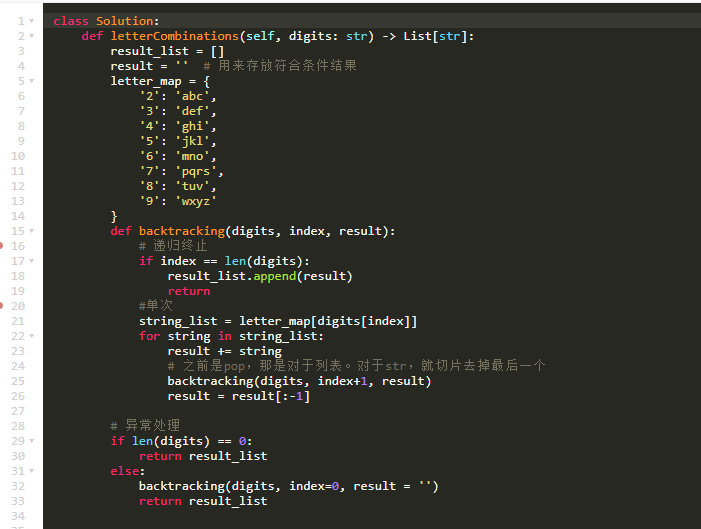 1 class Solution:
2     def letterCombinations(self, digits: str) -> List[str]:
3         result_list = []
4         result = ''  # 用来存放符合条件结果
5         letter_map = {
6             '2': 'abc',
7             '3': 'def',
8             '4': 'ghi',
9             '5': 'jkl',
10             '6': 'mno',
11             '7': 'pqrs',
12             '8': 'tuv',
13             '9': 'wxyz'
14         }
15         def backtracking(digits, index, result):
16             # 递归终止
17             if index == len(digits):
18                 result_list.append(result)
19                 return
20             #单次
21             string_list = letter_map[digits[index]]
22             for string in string_list:
23                 result += string
24                 # 之前是pop，那是对于列表。对于str，就切片去掉最后一个
25                 backtracking(digits, index+1, result)
26                 result = result[:-1]
27
28         # 异常处理
29         if len(digits) == 0:
30             return result_list
31         else:
32             backtracking(digits, index=0, result = '')
33             return result_list
34